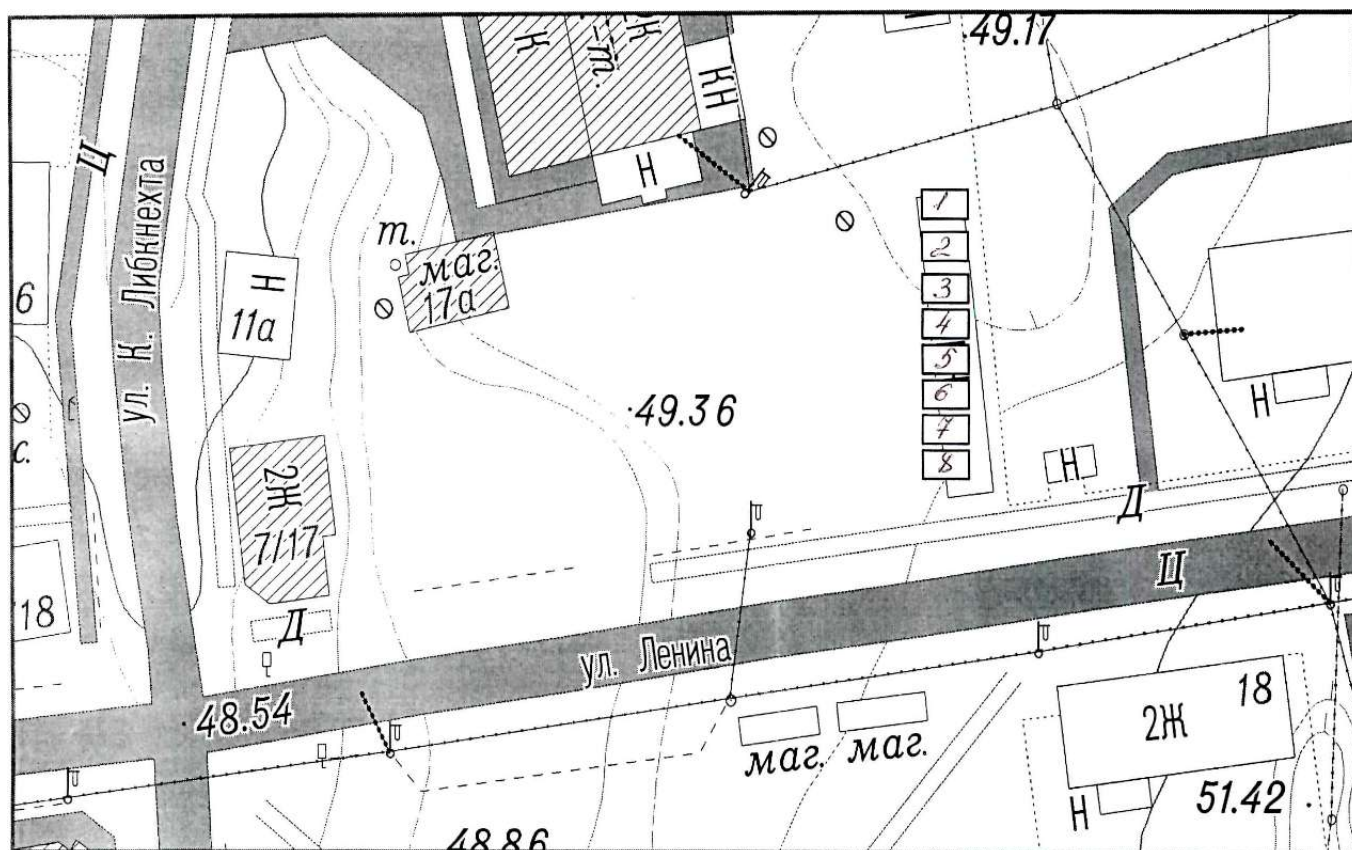 49.17
К
К
-т.
КН
Н
Ц
ул. К. Либкнехта
6
с.
т.
маг.
17а
Н
11а
1
2
3
4
5
6
7
8
49.36
Н
Н
2Ж
7/17
Д
Д
Ц
18
ул. Ленина
48.54
маг. маг.
18
2Ж
Н
51.42
48.86